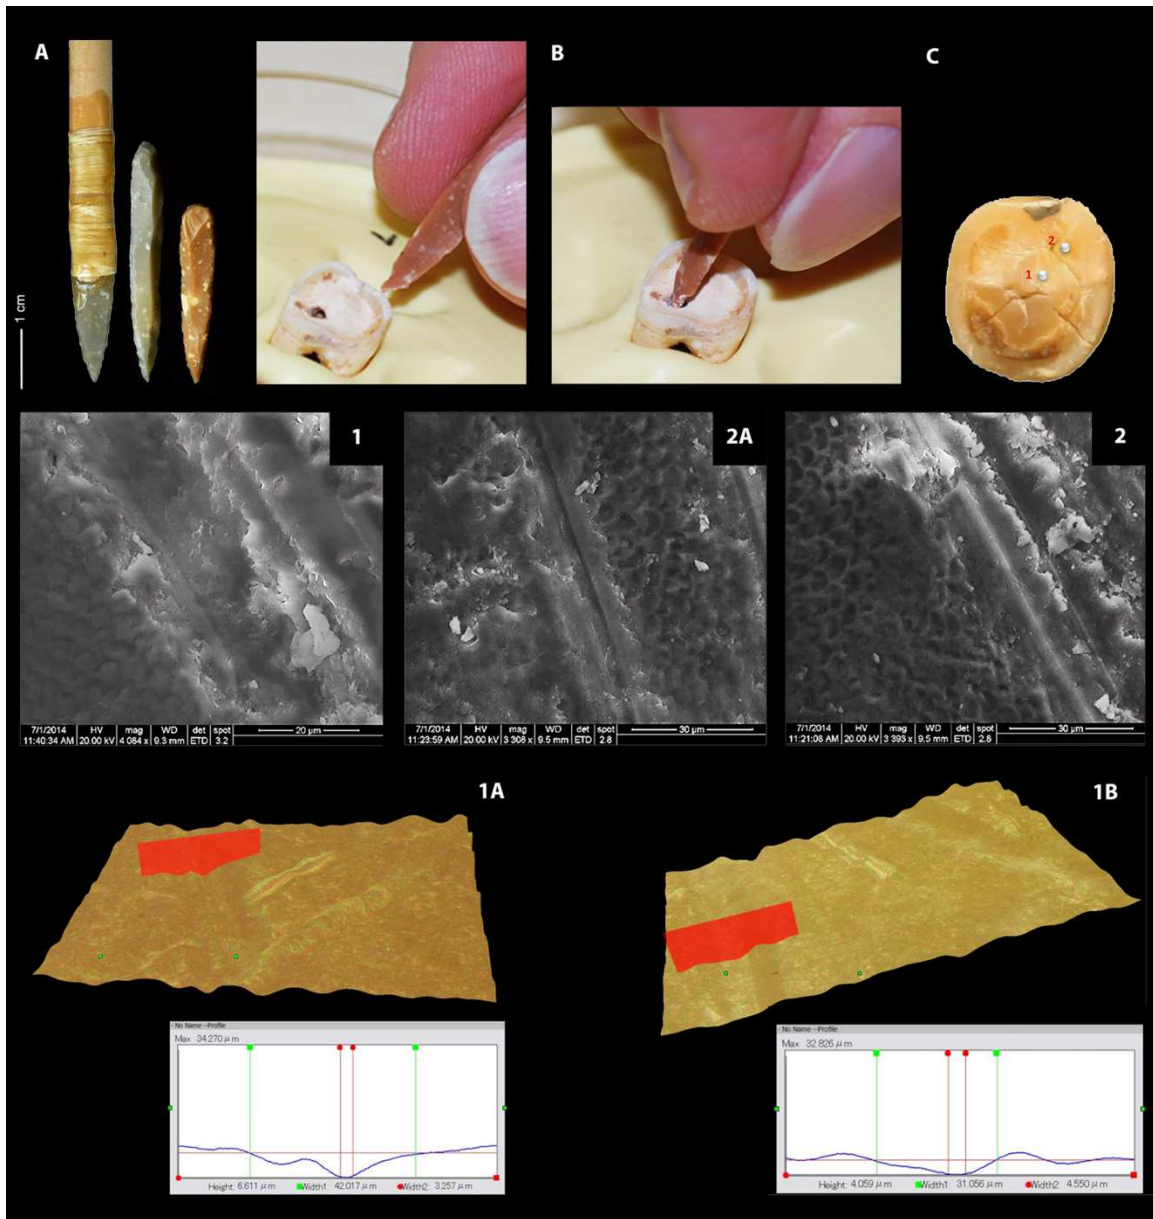 A
B
C
1 cm
2
1
1
2A
2
7/1/2014 HV mag WD det spot 20 µm
11:40:34 AM 20.00 kV 4 064 x 9.3 mm ETD 3.2
7/1/2014 HV mag WD det spot 30 µm
11:23:59 AM 20.00 kV 3 308 x 9.5 mm ETD 2.8
7/1/2014 HV mag WD det spot 30 µm
11:21:08 AM 20.00 kV 3 393 x 9.5 mm ETD 2.8
1A
1B
- No Name --Profile
Max 34.270 µm
Height: 6.611 µm Width1: 42.017 µm Width2: 3.257 µm
- No Name --Profile
Max 32.826 µm
Height: 4.059 µm Width1: 31.056 µm Width2: 4.550 µm